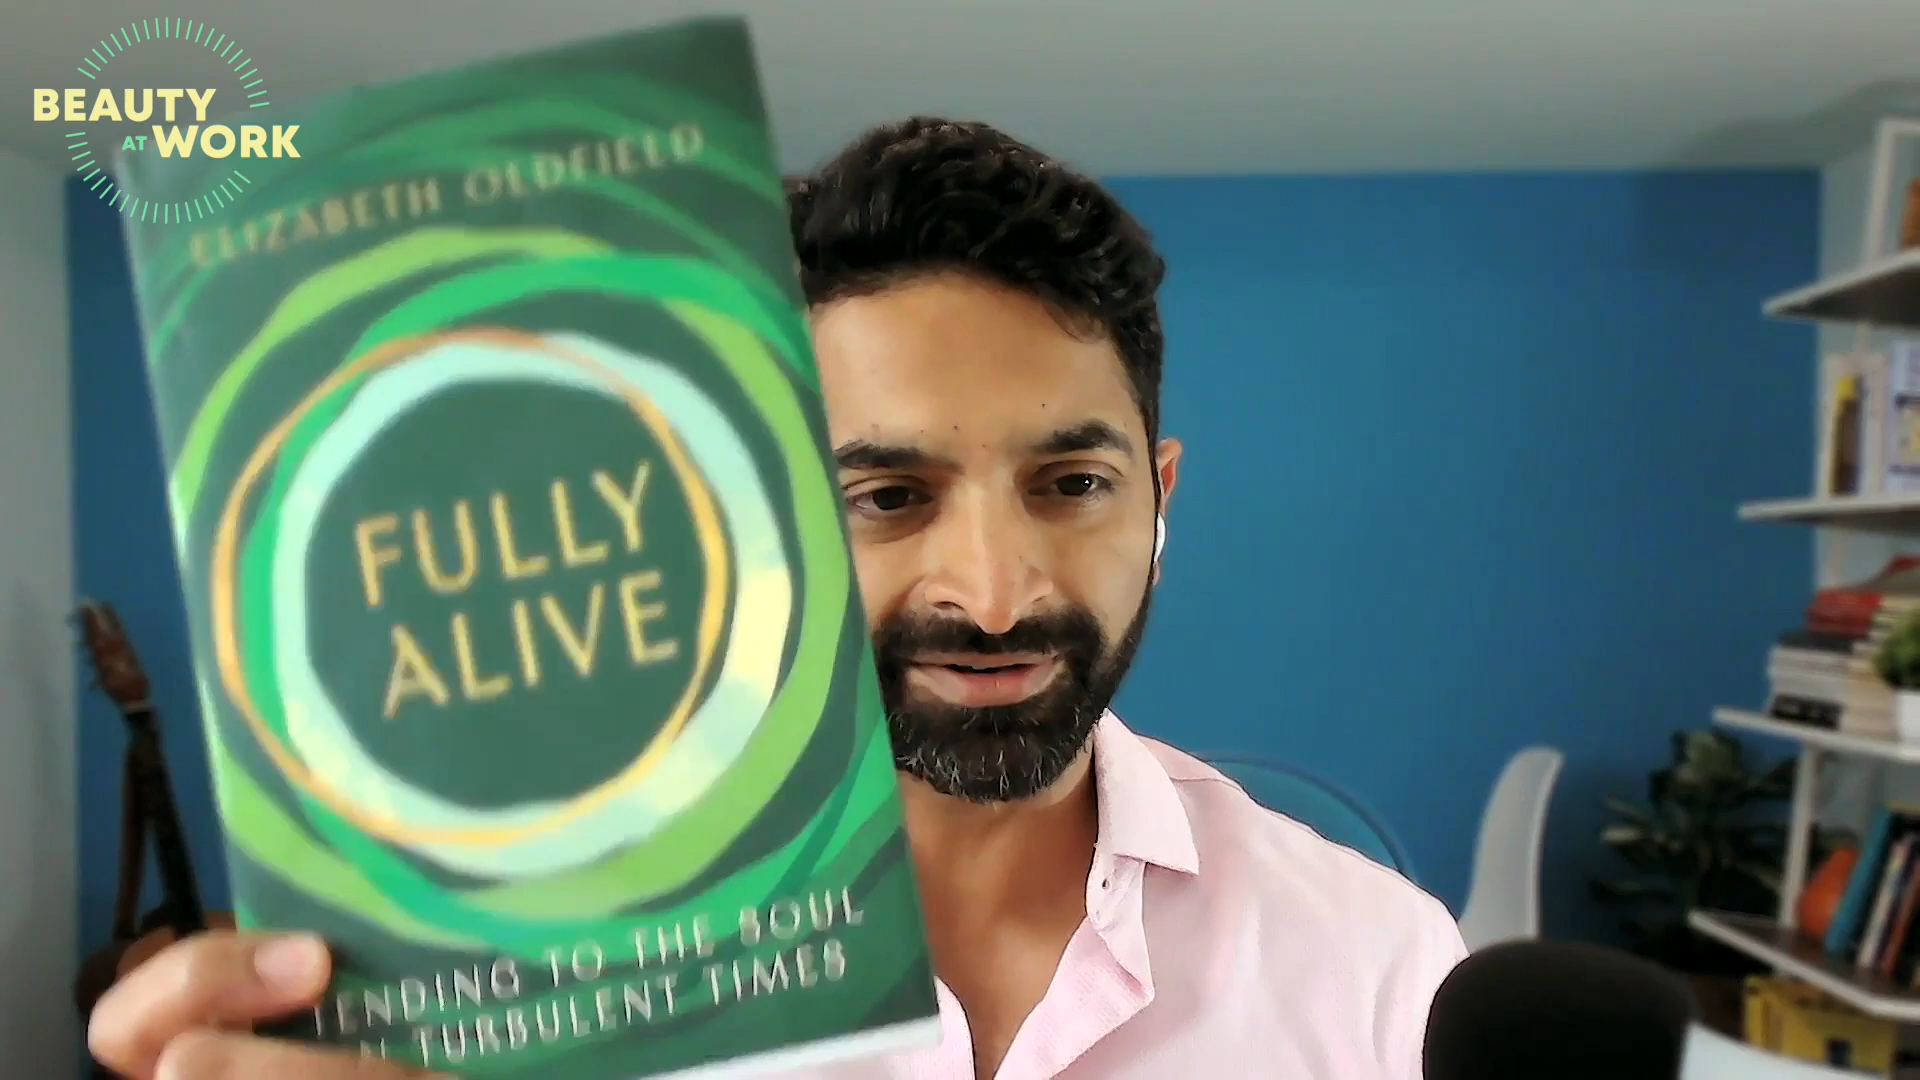 BEAUTY
AT WORK
ELIZABETH OLDFIELD
FULLY
ALIVE
TENDING TO THE SOUL
IN TURBULENT TIMES